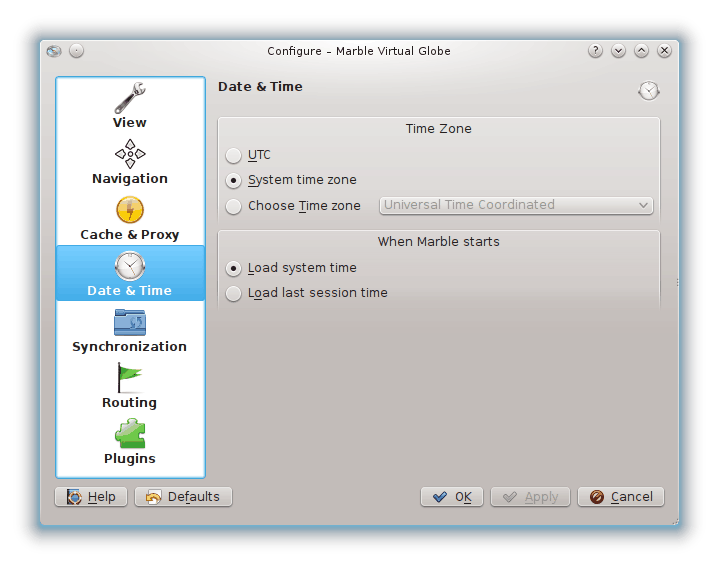 Configure – Marble Virtual Globe
View
Navigation
Cache & Proxy
Date & Time
Synchronization
Routing
Plugins
Date & Time
Time Zone
UTC
System time zone
Choose Time zone Universal Time Coordinated
When Marble starts
Load system time
Load last session time
Help Defaults OK Apply Cancel